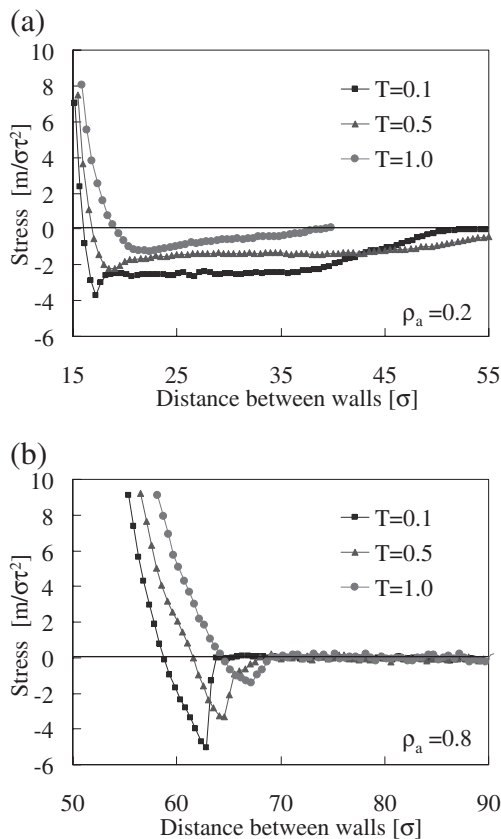 (a)
10
8
6
4
2
0
-2
-4
-6
Stress [m/στ²]
T=0.1
T=0.5
T=1.0
ρₐ =0.2
15 25 35 45 55
Distance between walls [σ]
(b)
10
8
6
4
2
0
-2
-4
-6
Stress [m/στ²]
T=0.1
T=0.5
T=1.0
ρₐ =0.8
50 60 70 80 90
Distance between walls [σ]